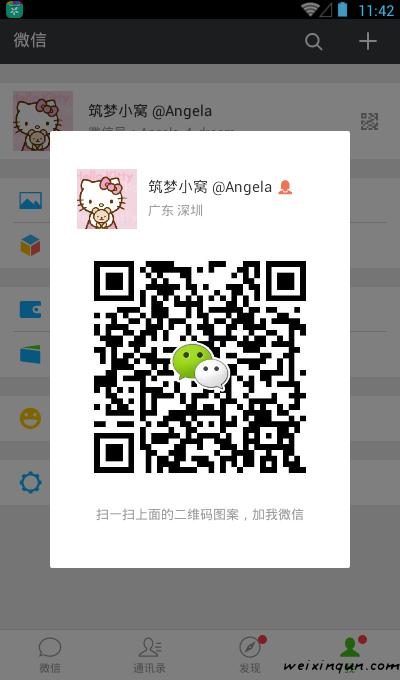 11:42
微信
筑梦小窝 @Angela
筑梦小窝 @Angela
广东 深圳
扫一扫上面的二维码图案，加我微信
微信
通讯录
发现
weixinqun.com